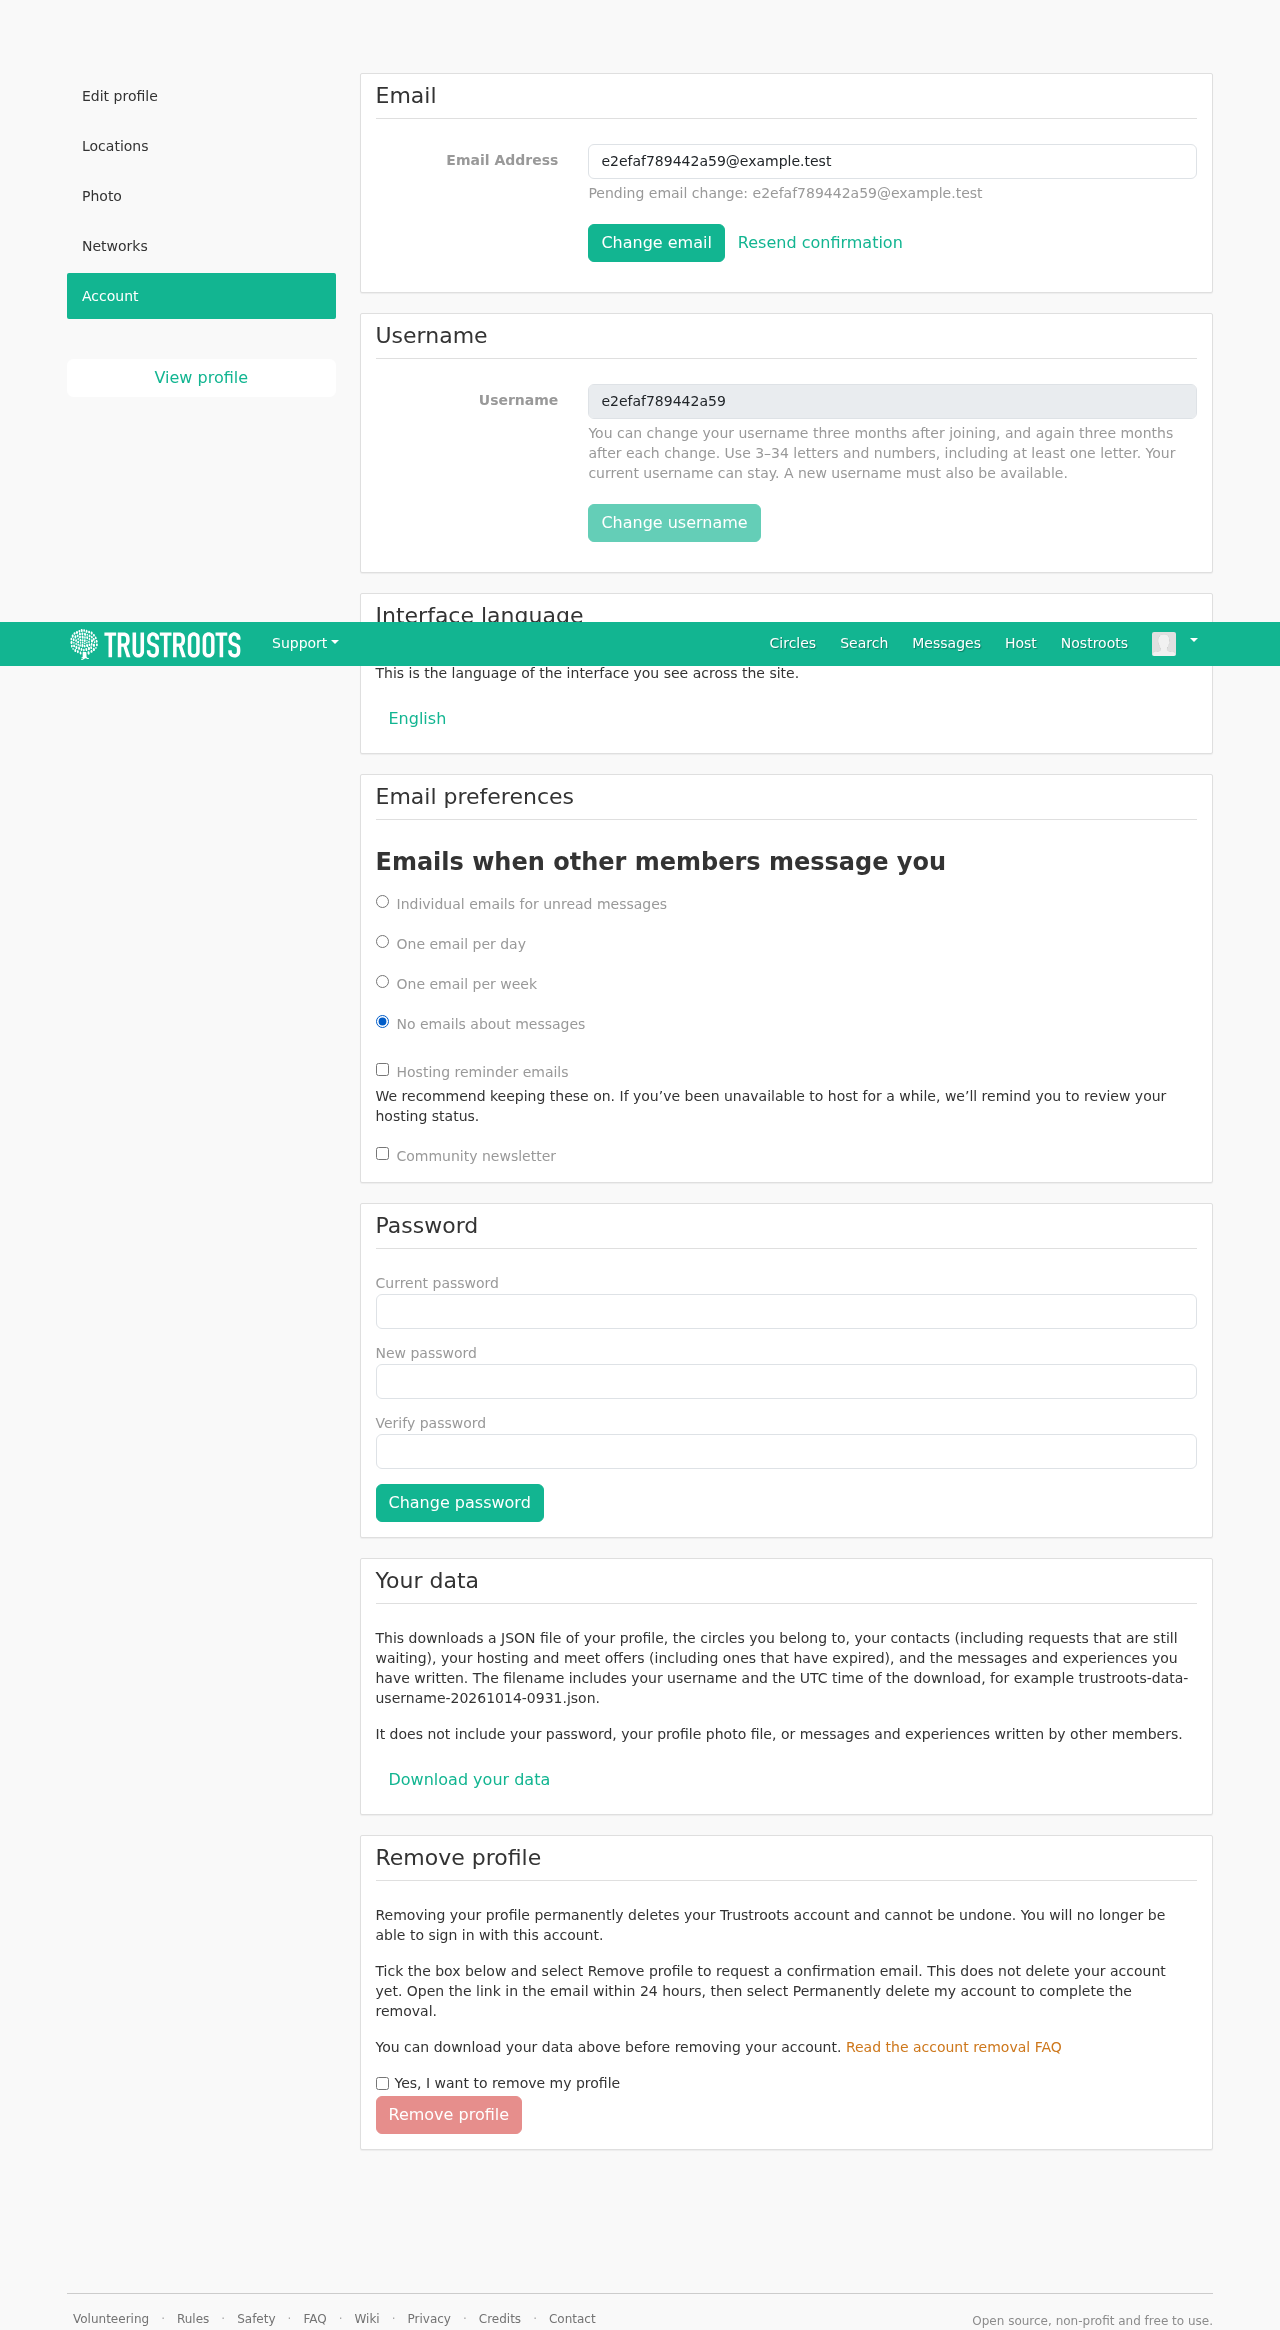 Edit profile
Locations
Photo
Networks
Account
View profile
Email
Email Address
e2efaf789442a59@example.test
Pending email change: e2efaf789442a59@example.test
Change email Resend confirmation
Username
Username
e2efaf789442a59
You can change your username three months after joining, and again three months
after each change. Use 3–34 letters and numbers, including at least one letter. Your
current username can stay. A new username must also be available.
Change username
Interface language
TRUSTROOTS Support Circles Search Messages Host Nostroots
This is the language of the interface you see across the site.
English
Email preferences
Emails when other members message you
Individual emails for unread messages
One email per day
One email per week
No emails about messages
Hosting reminder emails
We recommend keeping these on. If you’ve been unavailable to host for a while, we’ll remind you to review your
hosting status.
Community newsletter
Password
Current password
New password
Verify password
Change password
Your data
This downloads a JSON file of your profile, the circles you belong to, your contacts (including requests that are still
waiting), your hosting and meet offers (including ones that have expired), and the messages and experiences you
have written. The filename includes your username and the UTC time of the download, for example trustroots-data-
username-20261014-0931.json.
It does not include your password, your profile photo file, or messages and experiences written by other members.
Download your data
Remove profile
Removing your profile permanently deletes your Trustroots account and cannot be undone. You will no longer be
able to sign in with this account.
Tick the box below and select Remove profile to request a confirmation email. This does not delete your account
yet. Open the link in the email within 24 hours, then select Permanently delete my account to complete the
removal.
You can download your data above before removing your account. Read the account removal FAQ
Yes, I want to remove my profile
Remove profile
Volunteering · Rules · Safety · FAQ · Wiki · Privacy · Credits · Contact
Open source, non-profit and free to use.